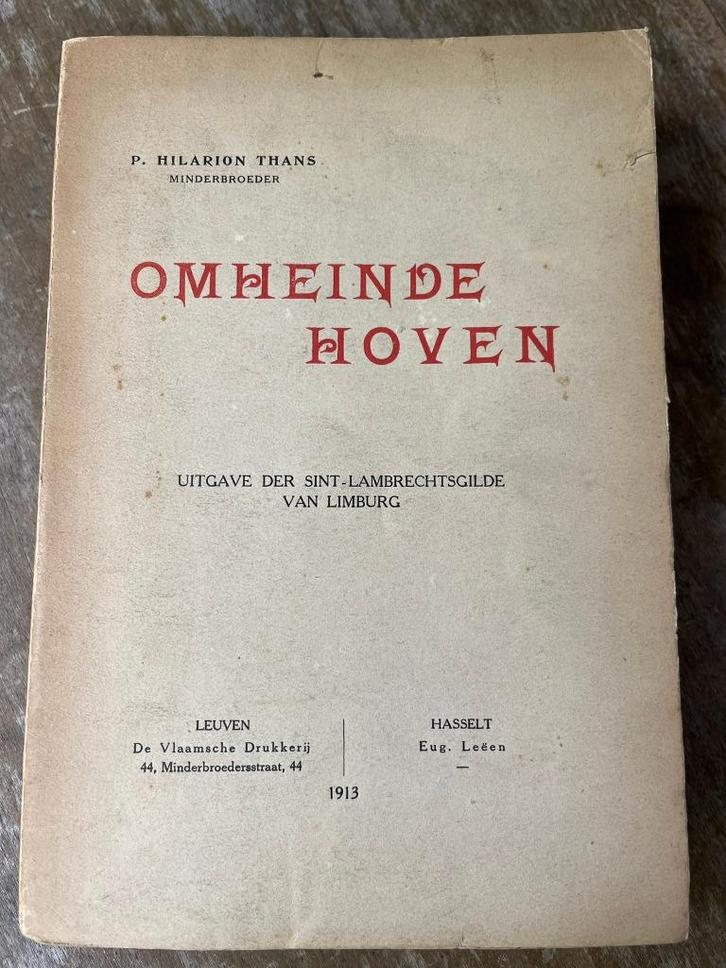 P. HILARION THANS
MINDERBROEDER
OMHEINDE
HOVEN
UITGAVE DER SINT-LAMBRECHTSGILDE
VAN LIMBURG
LEUVEN
De Vlaamsche Drukkerij
44, Minderbroedersstraat, 44
HASSELT
Eug. Leëen
—
1913